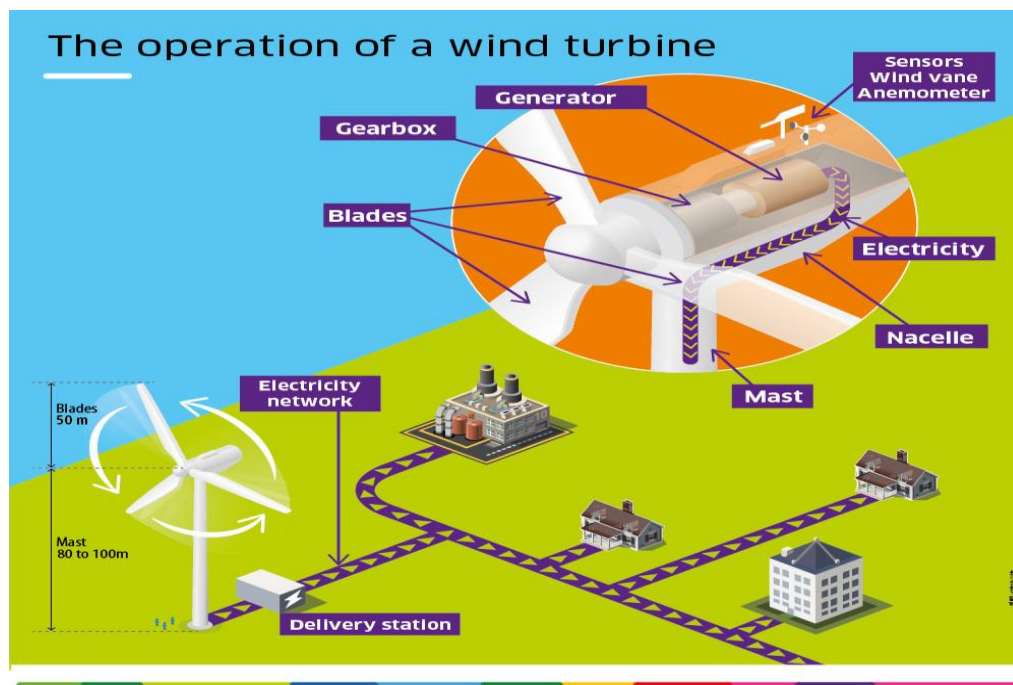 The operation of a wind turbine
Sensors
Wind vane
Anemometer
Generator
Gearbox
Blades
Electricity
Nacelle
Mast
Electricity
network
Blades
50 m
Mast
80 to 100m
Delivery station